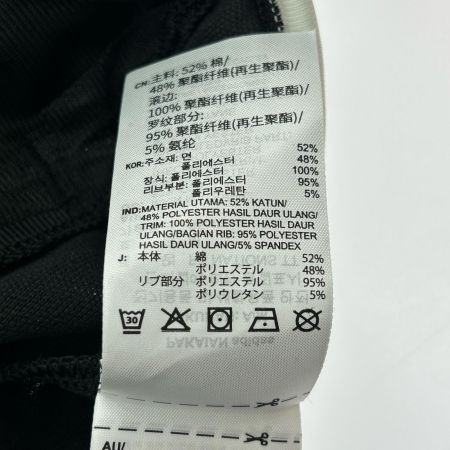 CN: 主料: 52% 棉/
48% 聚酯纤维(再生聚酯)/
滚边:
100% 聚酯纤维(再生聚酯)/
罗纹部分:
95% 聚酯纤维(再生聚酯)/
5% 氨纶
KOR: 주소재: 면 52%
폴리에스터 48%
장식: 폴리에스터 100%
리브부분: 폴리에스터 95%
폴리우레탄 5%
IND: MATERIAL UTAMA: 52% KATUN/
48% POLYESTER HASIL DAUR ULANG/
TRIM: 100% POLYESTER HASIL DAUR
ULANG/BAGIAN RIB: 95% POLYESTER
HASIL DAUR ULANG/5% SPANDEX
J: 本体 綿 52%
ポリエステル 48%
リブ部分 ポリエステル 95%
ポリウレタン 5%
30
PAKAIAN adidas
AU/